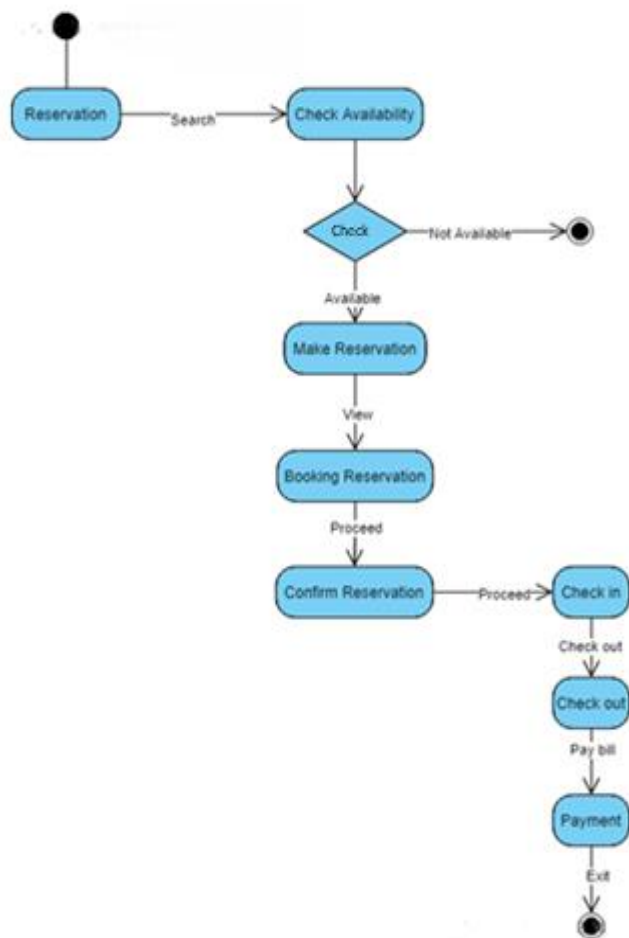 Reservation
Search
Check Availability
Check
Not Available
Available
Make Reservation
View
Booking Reservation
Proceed
Confirm Reservation
Proceed
Check in
Check out
Check out
Pay bill
Payment
Exit